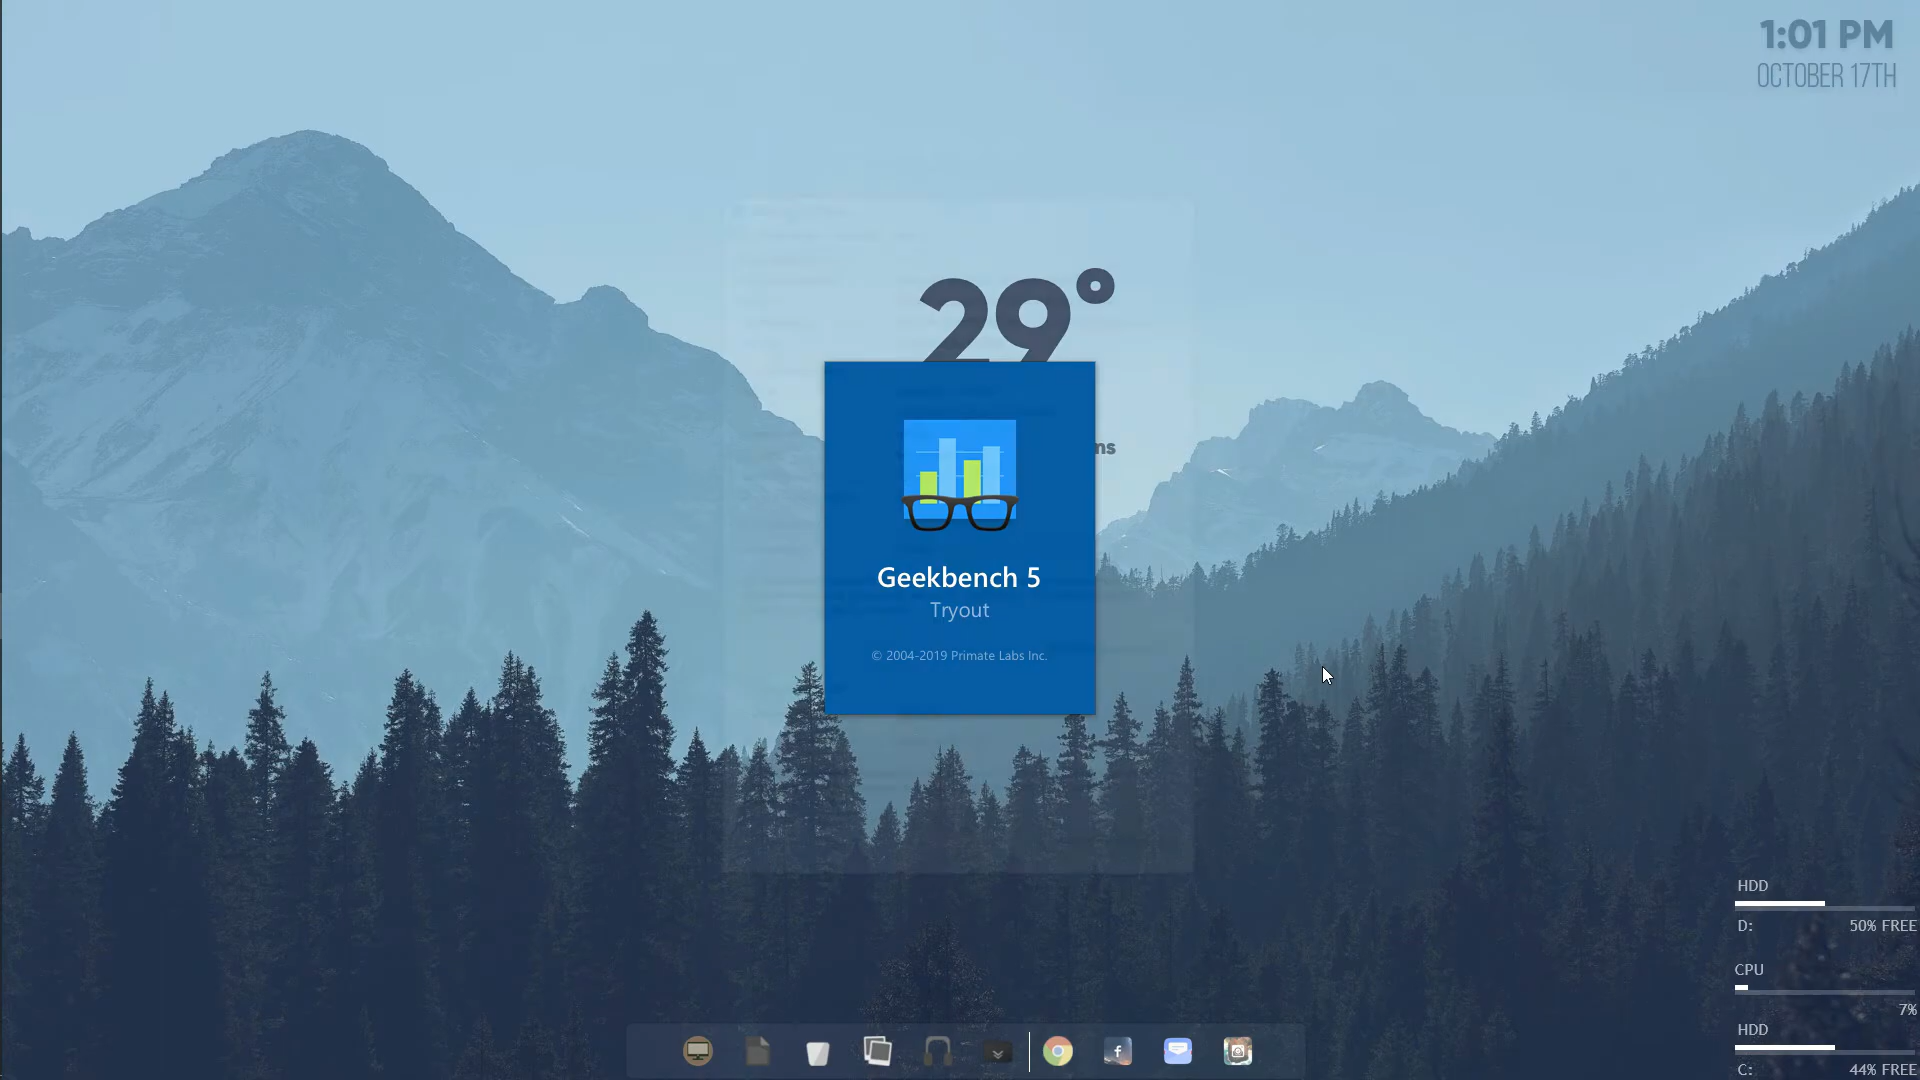 1:01 PM
OCTOBER 17TH
29°
ns
Geekbench 5
Tryout
© 2004-2019 Primate Labs Inc.
HDD
D: 50% FREE
CPU
7%
HDD
C: 44% FREE